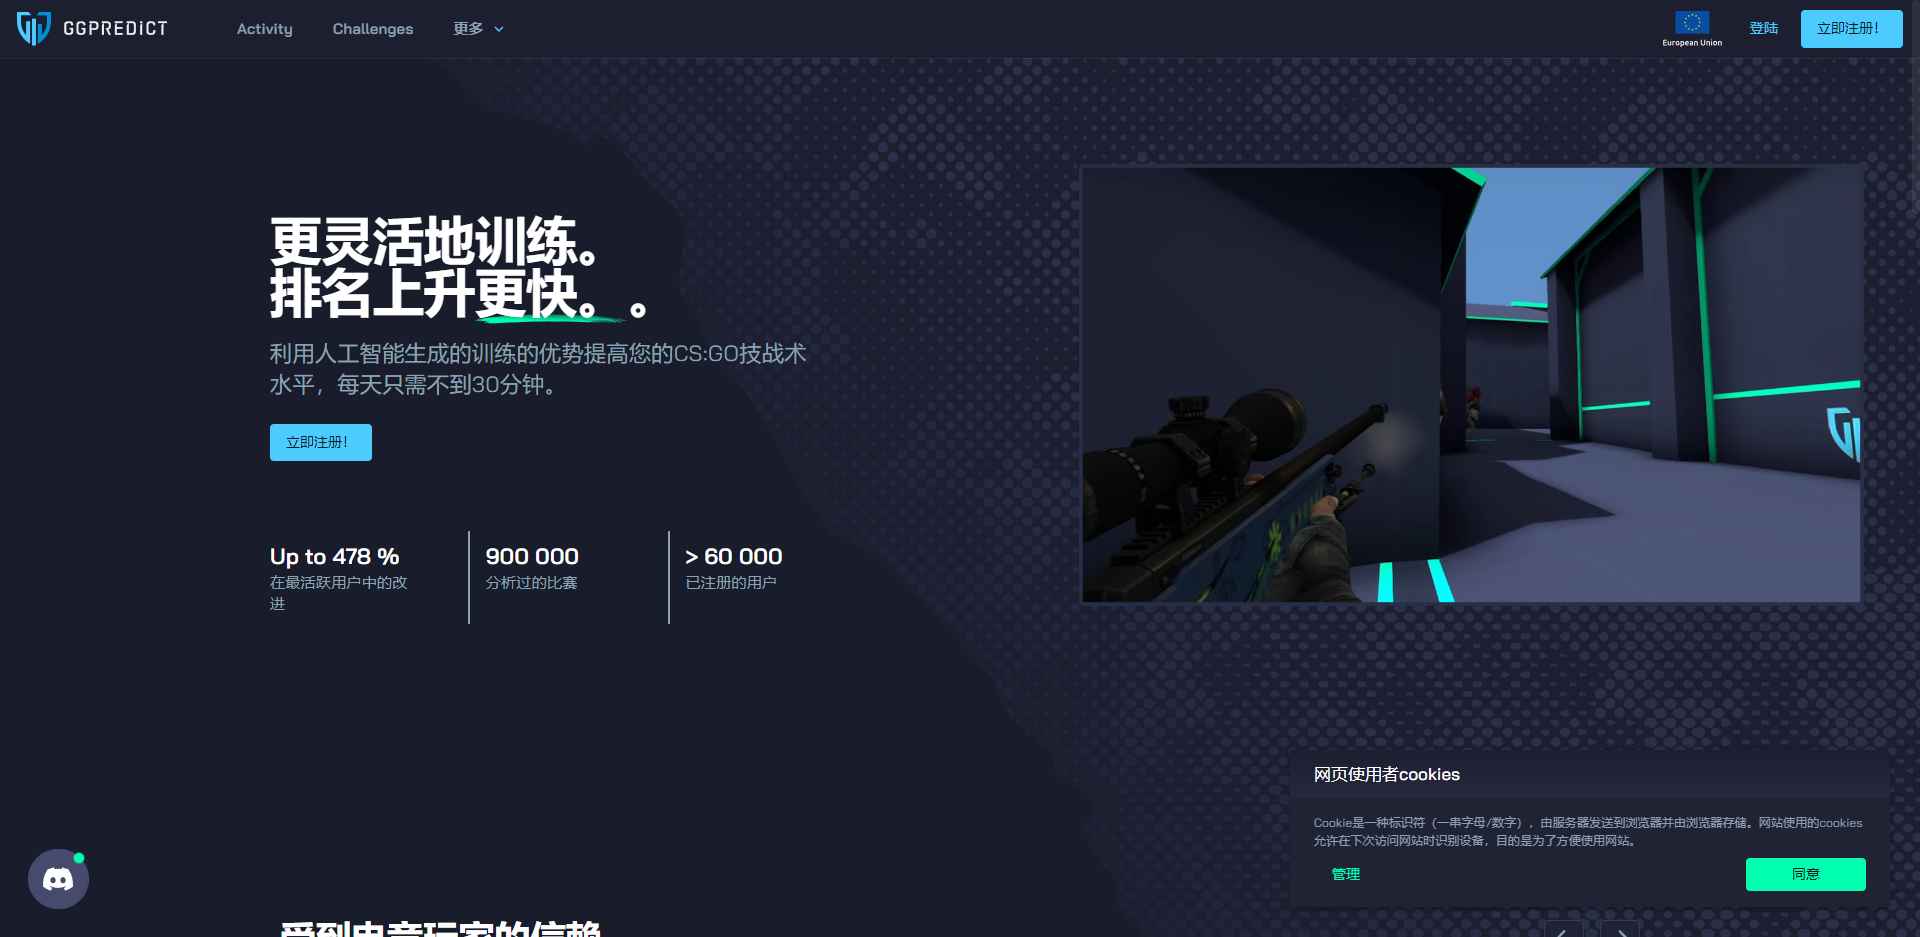 GGPREDiCT
Activity
Challenges
更多
European Union
登陆
立即注册!
更灵活地训练。
排名上升更快。。
利用人工智能生成的训练的优势提高您的CS:GO技战术
水平，每天只需不到30分钟。
立即注册!
Up to 478 %
在最活跃用户中的改
进
900 000
分析过的比赛
> 60 000
已注册的用户
网页使用者cookies
Cookie是一种标识符（一串字母/数字），由服务器发送到浏览器并由浏览器存储。网站使用的cookies
允许在下次访问网站时识别设备，目的是为了方便使用网站。
管理
同意
受到电竞玩家的信赖